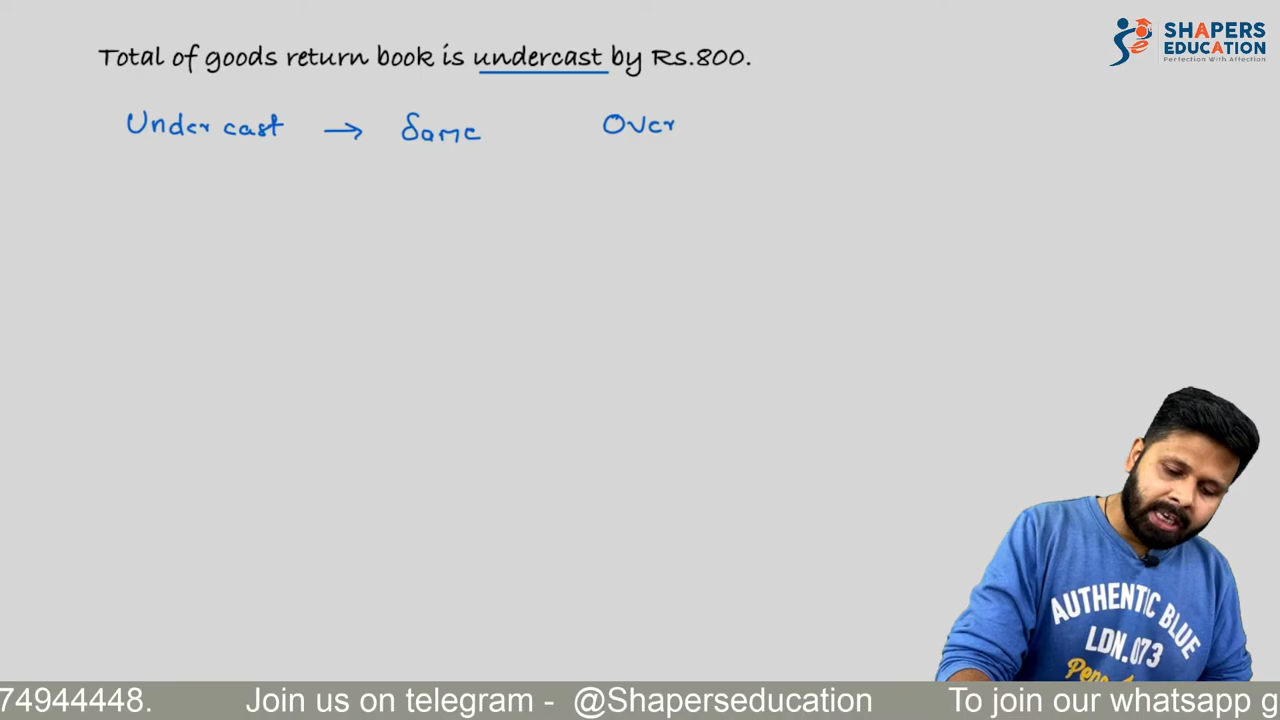 SHAPERS
EDUCATION
Perfection With Affection
Total of goods return book is undercast by Rs.800.
Under cast → Same Over
AUTHENTIC BLUE
LDN.073
74944448. Join us on telegram - @Shaperseducation To join our whatsapp g